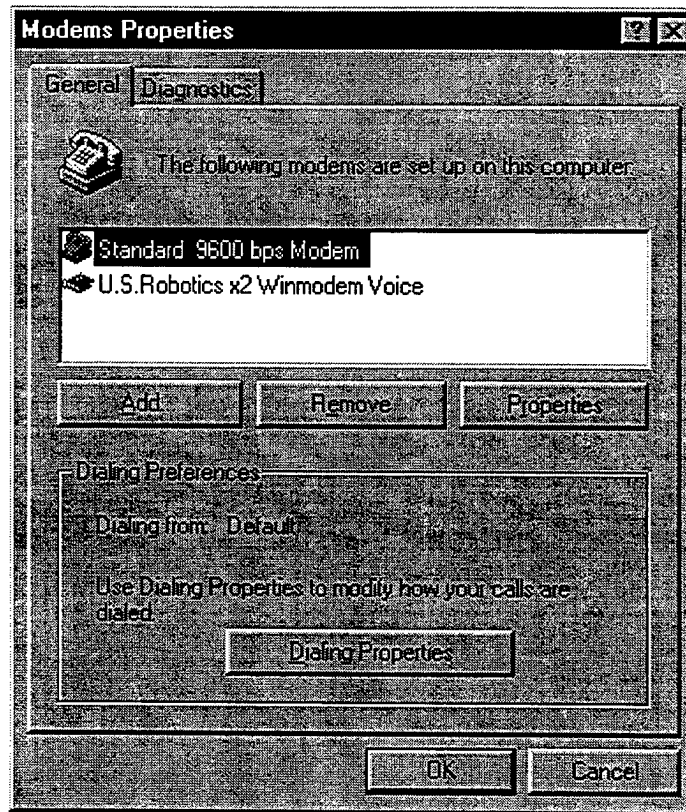 Modems Properties
General Diagnostics
The following modems are set up on this computer:
Standard 9600 bps Modem
U.S.Robotics x2 Winmodem Voice
Add... Remove Properties
Dialing Preferences
Dialing from: Default
Use Dialing Properties to modify how your calls are
dialed.
Dialing Properties
OK Cancel